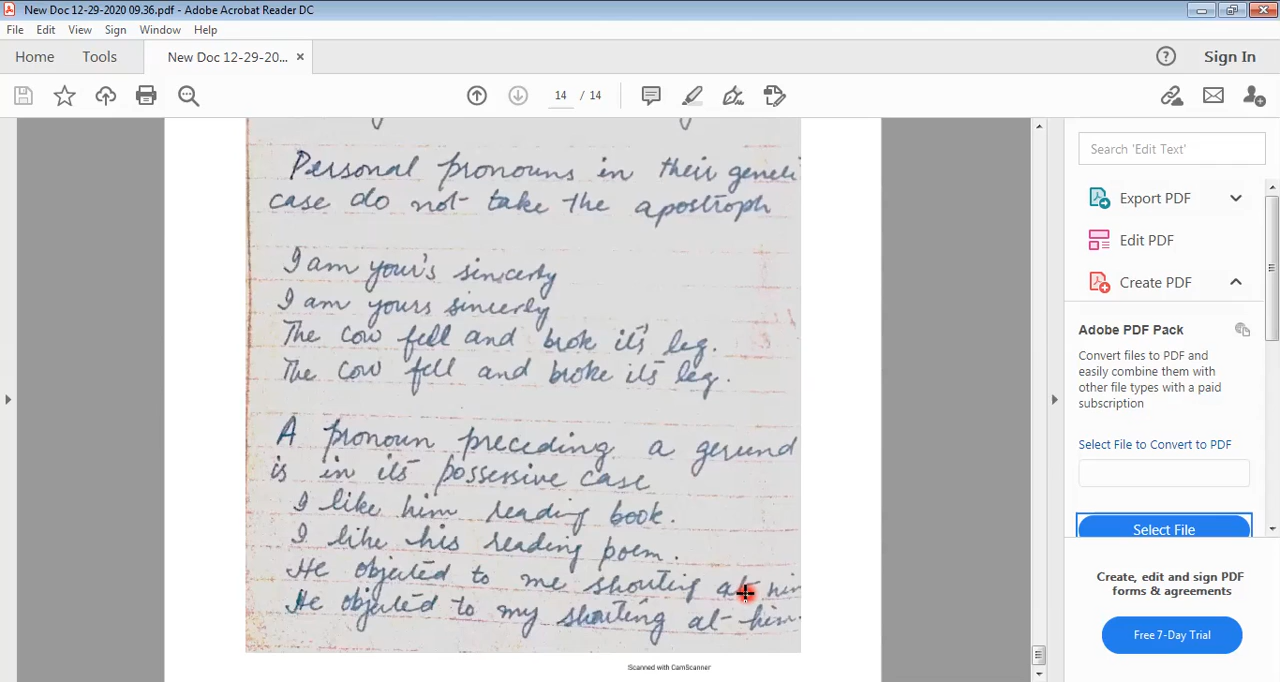 New Doc 12-29-2020 09.36.pdf - Adobe Acrobat Reader DC
File Edit View Sign Window Help
Home Tools New Doc 12-29-20... × Sign In
14 / 14
Personal pronouns in their geneti
case do not take the apostroph
I am your's sincerly
I am yours sincerly
The cow fell and brok it's leg.
The cow fell and broke its leg.
A pronoun preceding a gerund
is in its possessive case
I like him reading book.
I like his reading poem.
He objected to me shouting at him
He objected to my shouting at him.
Scanned with CamScanner
Search 'Edit Text'
Export PDF
Edit PDF
Create PDF
Adobe PDF Pack
Convert files to PDF and
easily combine them with
other file types with a paid
subscription
Select File to Convert to PDF
Select File
Create, edit and sign PDF
forms & agreements
Free 7-Day Trial